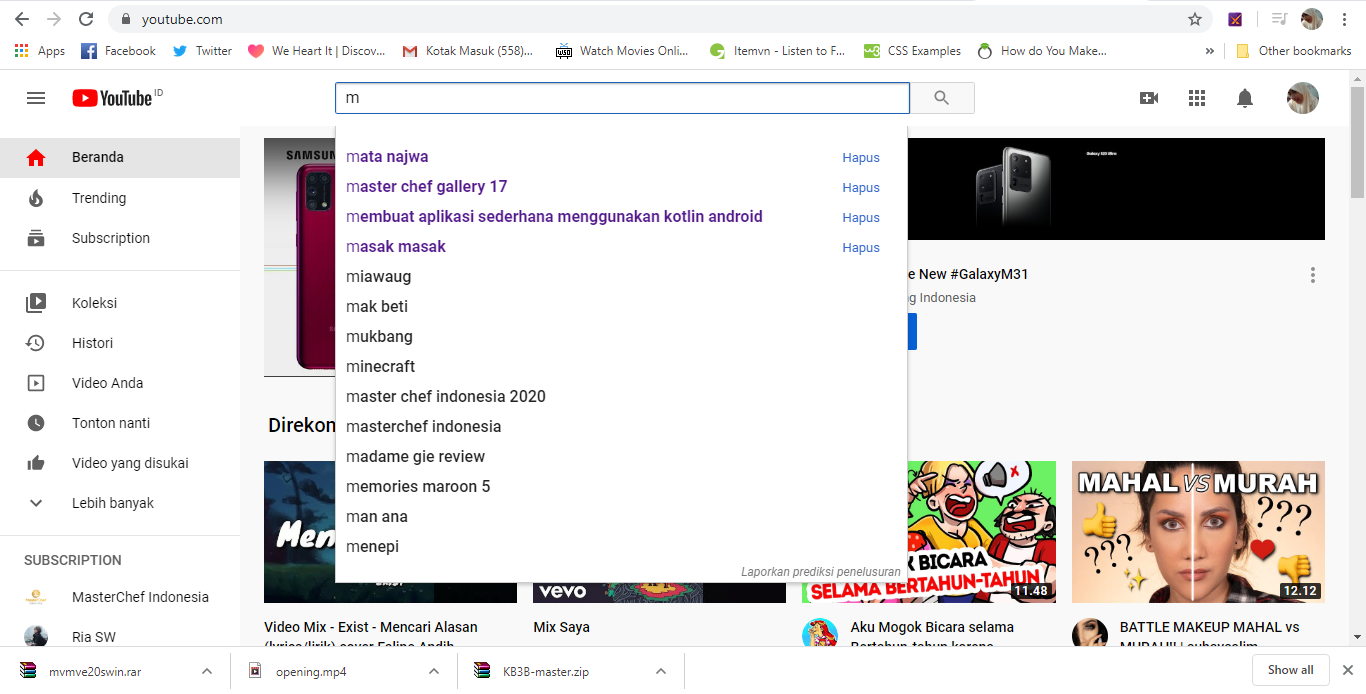 youtube.com
Apps
Facebook
Twitter
We Heart It | Discov...
Kotak Masuk (558)...
Watch Movies Onli...
Itemvn - Listen to F...
CSS Examples
How do You Make...
»
Other bookmarks
YouTube ID
m
Beranda
Trending
Subscription
Koleksi
Histori
Video Anda
Tonton nanti
Video yang disukai
Lebih banyak
SUBSCRIPTION
MasterChef Indonesia
Ria SW
mata najwa Hapus
master chef gallery 17 Hapus
membuat aplikasi sederhana menggunakan kotlin android Hapus
masak masak Hapus
miawaug
mak beti
mukbang
minecraft
master chef indonesia 2020
masterchef indonesia
madame gie review
memories maroon 5
man ana
menepi
Laporkan prediksi penelusuran
SAMSUNG
New #GalaxyM31
Indonesia
Direkon
Men
vevo
BICARA
SELAMA BERTAHUN-TAHUN
11.48
MAHAL VS MURAH
???
???
12.12
Video Mix - Exist - Mencari Alasan
(lyrics/lirik) cover Feline Andih
Mix Saya
Aku Mogok Bicara selama
Bertahun-tahun karena
BATTLE MAKEUP MAHAL vs
mvmve20swin.rar
opening.mp4
KB3B-master.zip
Show all